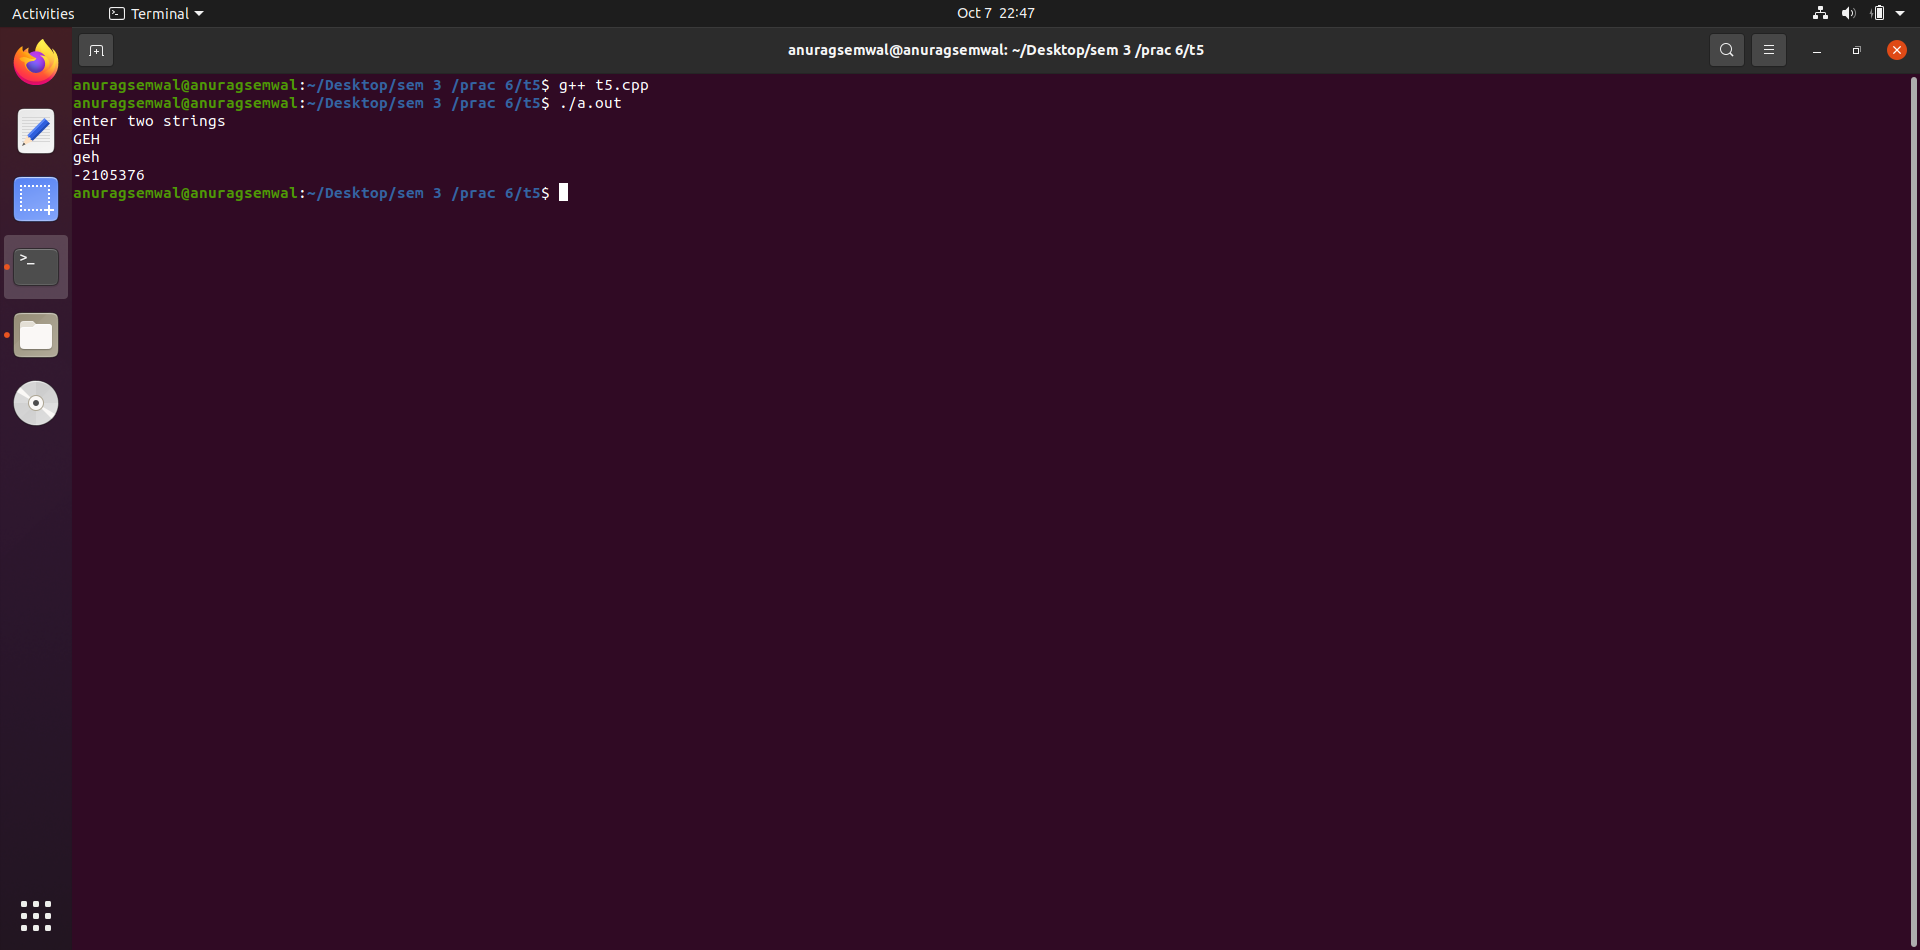 Activities
Terminal
Oct 7 22:47
anuragsemwal@anuragsemwal: ~/Desktop/sem 3 /prac 6/t5
anuragsemwal@anuragsemwal:~/Desktop/sem 3 /prac 6/t5$ g++ t5.cpp
anuragsemwal@anuragsemwal:~/Desktop/sem 3 /prac 6/t5$ ./a.out
enter two strings
GEH
geh
-2105376
anuragsemwal@anuragsemwal:~/Desktop/sem 3 /prac 6/t5$